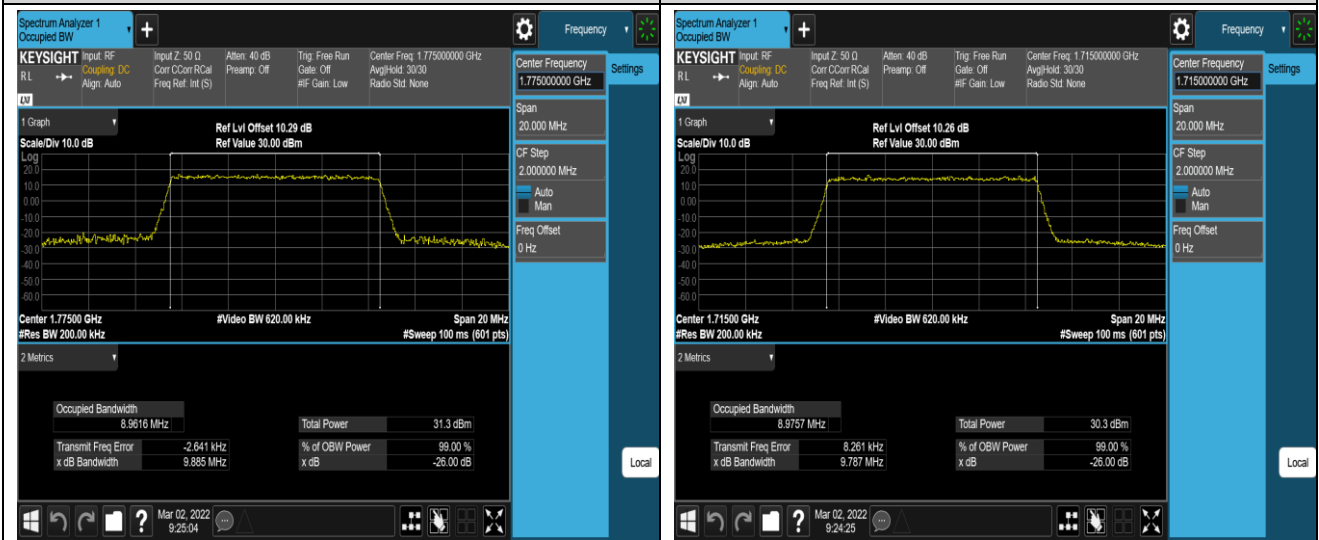 Spectrum Analyzer 1
Occupied BW
+
Frequency
KEYSIGHT
RL
LXI
Input: RF
Coupling: DC
Align: Auto
Input Z: 50 Ω
Corr CCorr RCal
Freq Ref: Int (S)
Atten: 40 dB
Preamp: Off
Trig: Free Run
Gate: Off
#IF Gain: Low
Center Freq: 1.775000000 GHz
Avg|Hold: 30/30
Radio Std: None
Center Frequency
1.775000000 GHz
Settings
Span
20.000 MHz
CF Step
2.000000 MHz
Auto
Man
Freq Offset
0 Hz
Local
1 Graph
Scale/Div 10.0 dB
Ref Lvl Offset 10.29 dB
Ref Value 30.00 dBm
Log
20.0
10.0
0.00
-10.0
-20.0
-30.0
-40.0
-50.0
-60.0
Center 1.77500 GHz
#Video BW 620.00 kHz
Span 20 MHz
#Res BW 200.00 kHz
#Sweep 100 ms (601 pts)
2 Metrics
Occupied Bandwidth
8.9616 MHz
Total Power 31.3 dBm
Transmit Freq Error -2.641 kHz
% of OBW Power 99.00 %
x dB Bandwidth 9.885 MHz
x dB -26.00 dB
?
Mar 02, 2022
9:25:04
Spectrum Analyzer 1
Occupied BW
+
Frequency
KEYSIGHT
RL
LXI
Input: RF
Coupling: DC
Align: Auto
Input Z: 50 Ω
Corr CCorr RCal
Freq Ref: Int (S)
Atten: 40 dB
Preamp: Off
Trig: Free Run
Gate: Off
#IF Gain: Low
Center Freq: 1.715000000 GHz
Avg|Hold: 30/30
Radio Std: None
Center Frequency
1.715000000 GHz
Settings
Span
20.000 MHz
CF Step
2.000000 MHz
Auto
Man
Freq Offset
0 Hz
Local
1 Graph
Scale/Div 10.0 dB
Ref Lvl Offset 10.26 dB
Ref Value 30.00 dBm
Log
20.0
10.0
0.00
-10.0
-20.0
-30.0
-40.0
-50.0
-60.0
Center 1.71500 GHz
#Video BW 620.00 kHz
Span 20 MHz
#Res BW 200.00 kHz
#Sweep 100 ms (601 pts)
2 Metrics
Occupied Bandwidth
8.9757 MHz
Total Power 30.3 dBm
Transmit Freq Error 8.261 kHz
% of OBW Power 99.00 %
x dB Bandwidth 9.787 MHz
x dB -26.00 dB
?
Mar 02, 2022
9:24:25